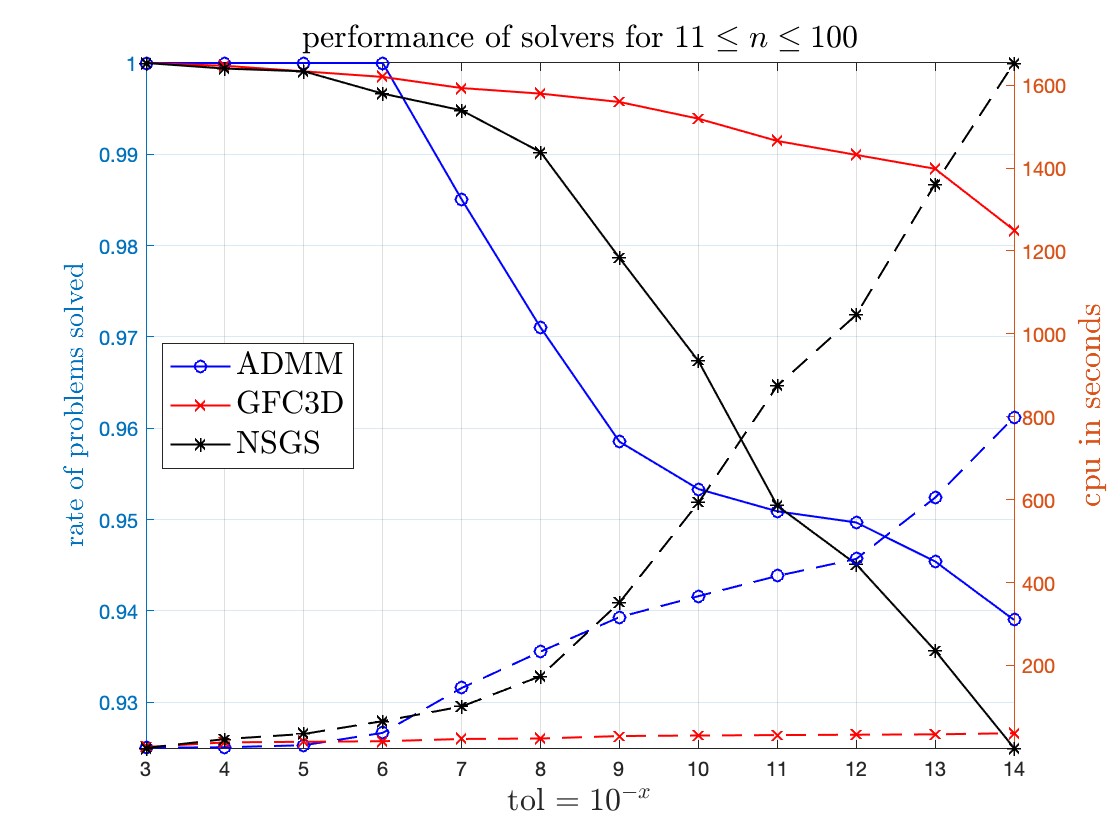 performance of solvers for 11 ≤ n ≤ 100
rate of problems solved
1
0.99
0.98
0.97
0.96
0.95
0.94
0.93
ADMM
GFC3D
NSGS
1600
1400
1200
1000
800
600
400
200
cpu in seconds
3 4 5 6 7 8 9 10 11 12 13 14
tol = 10^{-x}